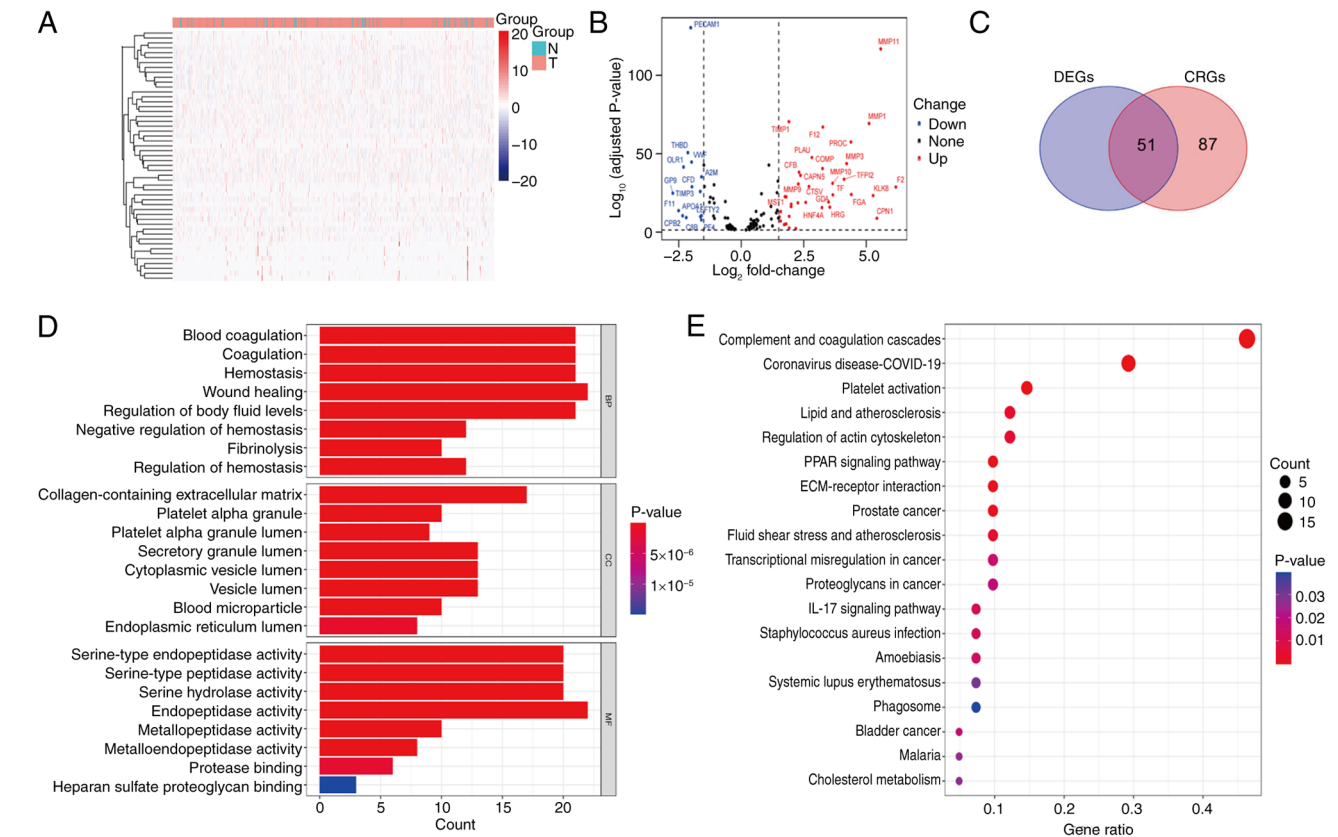 A
Group
20
10
0
−10
−20
Group
N
T
B
Log10 (adjusted P-value)
100
50
0
PECAM1
MMP11
MMP1
TIMP1
F12
PROC
THBD
VWF
OLR1
A2M
PLAU
COMP
MMP3
CFB
CAPN5
MMP10
TFPI2
GP9
CFD
TIMP3
MMP9
CTSV
TF
KLK8
F2
F11
MST1
GDA
FGA
CPB2
C8B
PF4
HNF4A
HRG
CPN1
−2.5
0.0
2.5
5.0
Log2 fold-change
Change
Down
None
Up
C
DEGs
CRGs
51
87
D
Blood coagulation
Coagulation
Hemostasis
Wound healing
Regulation of body fluid levels
Negative regulation of hemostasis
Fibrinolysis
Regulation of hemostasis
BP
Collagen-containing extracellular matrix
Platelet alpha granule
Platelet alpha granule lumen
Secretory granule lumen
Cytoplasmic vesicle lumen
Vesicle lumen
Blood microparticle
Endoplasmic reticulum lumen
CC
Serine-type endopeptidase activity
Serine-type peptidase activity
Serine hydrolase activity
Endopeptidase activity
Metallopeptidase activity
Metalloendopeptidase activity
Protease binding
Heparan sulfate proteoglycan binding
MF
0
5
10
15
20
Count
P-value
5×10−6
1×10−5
E
Complement and coagulation cascades
Coronavirus disease-COVID-19
Platelet activation
Lipid and atherosclerosis
Regulation of actin cytoskeleton
PPAR signaling pathway
ECM-receptor interaction
Prostate cancer
Fluid shear stress and atherosclerosis
Transcriptional misregulation in cancer
Proteoglycans in cancer
IL-17 signaling pathway
Staphylococcus aureus infection
Amoebiasis
Systemic lupus erythematosus
Phagosome
Bladder cancer
Malaria
Cholesterol metabolism
0.1
0.2
0.3
0.4
Gene ratio
Count
5
10
15
P-value
0.03
0.02
0.01